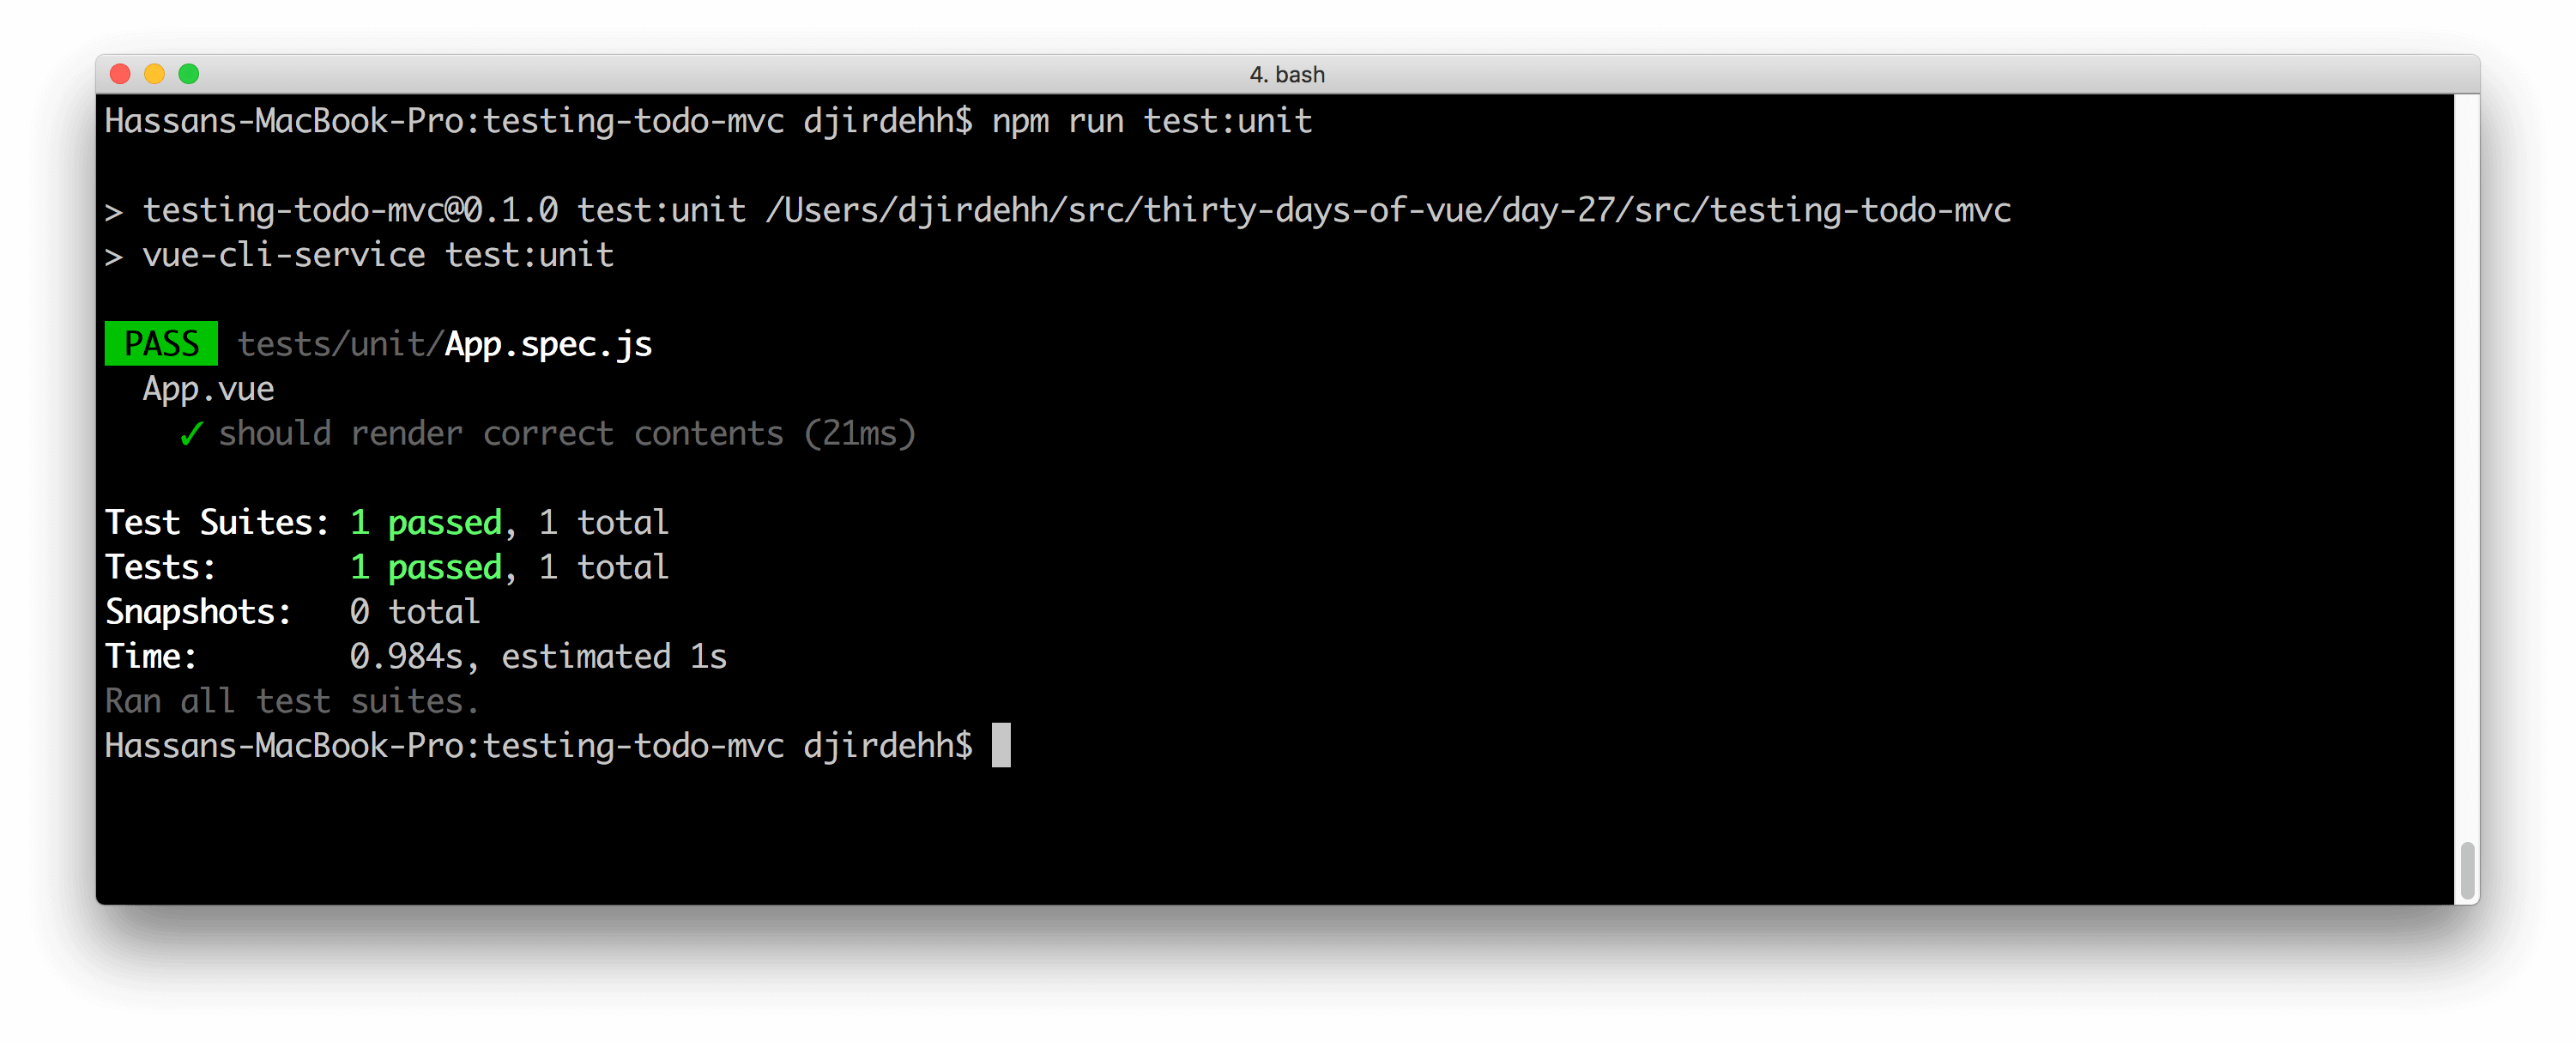 4. bash
Hassans-MacBook-Pro:testing-todo-mvc djirdehh$ npm run test:unit
> testing-todo-mvc@0.1.0 test:unit /Users/djirdehh/src/thirty-days-of-vue/day-27/src/testing-todo-mvc
> vue-cli-service test:unit
PASS tests/unit/App.spec.js
App.vue
✓ should render correct contents (21ms)
Test Suites: 1 passed, 1 total
Tests: 1 passed, 1 total
Snapshots: 0 total
Time: 0.984s, estimated 1s
Ran all test suites.
Hassans-MacBook-Pro:testing-todo-mvc djirdehh$